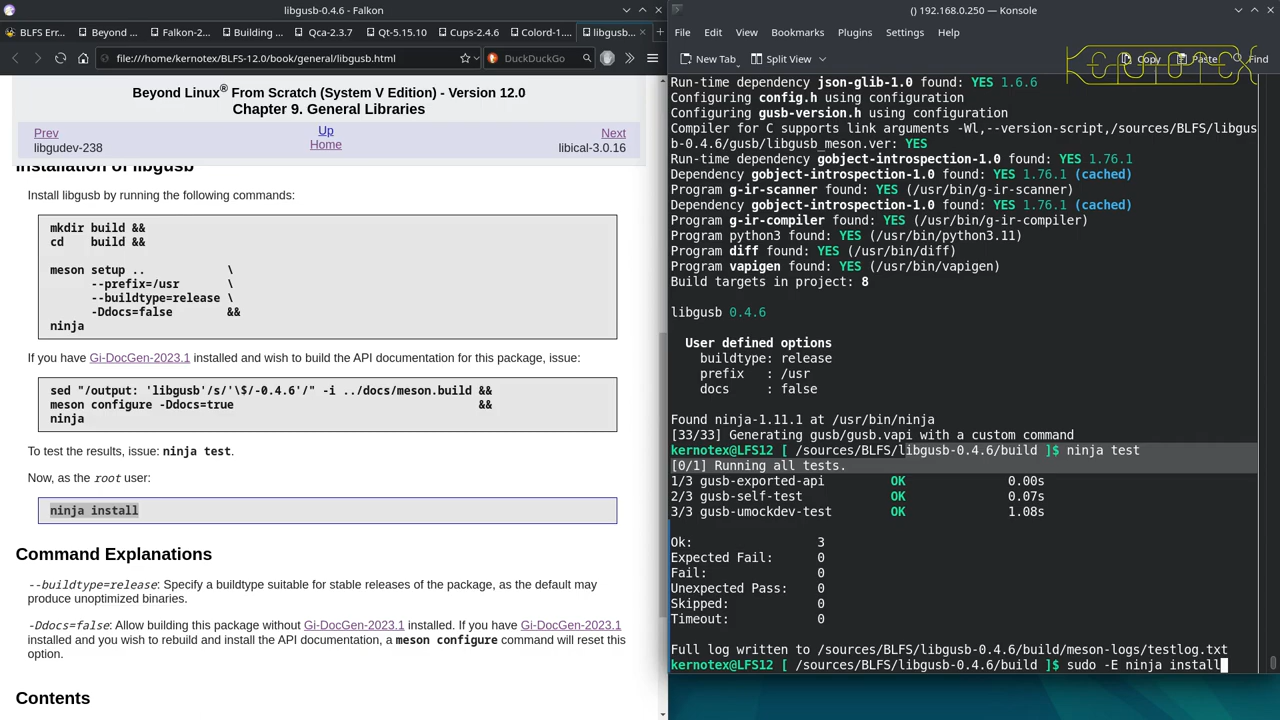 libgusb-0.4.6 - Falkon
BLFS Err...
Beyond ...
Falkon-2...
Building ...
Qca-2.3.7
Qt-5.15.10
Cups-2.4.6
Colord-1....
libgusb...
file:///home/kernotex/BLFS-12.0/book/general/libgusb.html
DuckDuckGo
Beyond Linux® From Scratch (System V Edition) - Version 12.0
Chapter 9. General Libraries
Prev
Up
Next
libgudev-238
Home
libical-3.0.16
Installation of libgusb
Install libgusb by running the following commands:
mkdir build &&
cd    build &&
meson setup ..            \
--prefix=/usr       \
--buildtype=release \
-Ddocs=false        &&
ninja
If you have Gi-DocGen-2023.1 installed and wish to build the API documentation for this package, issue:
sed "/output: 'libgusb'/s/'\$/-0.4.6'/" -i ../docs/meson.build &&
meson configure -Ddocs=true                                    &&
ninja
To test the results, issue: ninja test.
Now, as the root user:
ninja install
Command Explanations
--buildtype=release: Specify a buildtype suitable for stable releases of the package, as the default may
produce unoptimized binaries.
-Ddocs=false: Allow building this package without Gi-DocGen-2023.1 installed. If you have Gi-DocGen-2023.1
installed and you wish to rebuild and install the API documentation, a meson configure command will reset this
option.
Contents
() 192.168.0.250 — Konsole
File
Edit
View
Bookmarks
Plugins
Settings
Help
New Tab
Split View
Copy
Paste
Find
Kernotex
Run-time dependency json-glib-1.0 found: YES 1.6.6
Configuring config.h using configuration
Configuring gusb-version.h using configuration
Compiler for C supports link arguments -Wl,--version-script,/sources/BLFS/libgus
b-0.4.6/gusb/libgusb_meson.ver: YES
Run-time dependency gobject-introspection-1.0 found: YES 1.76.1
Dependency gobject-introspection-1.0 found: YES 1.76.1 (cached)
Program g-ir-scanner found: YES (/usr/bin/g-ir-scanner)
Dependency gobject-introspection-1.0 found: YES 1.76.1 (cached)
Program g-ir-compiler found: YES (/usr/bin/g-ir-compiler)
Program python3 found: YES (/usr/bin/python3.11)
Program diff found: YES (/usr/bin/diff)
Program vapigen found: YES (/usr/bin/vapigen)
Build targets in project: 8
libgusb 0.4.6
User defined options
buildtype: release
prefix   : /usr
docs     : false
Found ninja-1.11.1 at /usr/bin/ninja
[33/33] Generating gusb/gusb.vapi with a custom command
kernotex@LFS12 [ /sources/BLFS/libgusb-0.4.6/build ]$ ninja test
[0/1] Running all tests.
1/3 gusb-exported-api         OK              0.00s
2/3 gusb-self-test            OK              0.07s
3/3 gusb-umockdev-test        OK              1.08s
Ok:                 3
Expected Fail:      0
Fail:               0
Unexpected Pass:    0
Skipped:            0
Timeout:            0
Full log written to /sources/BLFS/libgusb-0.4.6/build/meson-logs/testlog.txt
kernotex@LFS12 [ /sources/BLFS/libgusb-0.4.6/build ]$ sudo -E ninja install